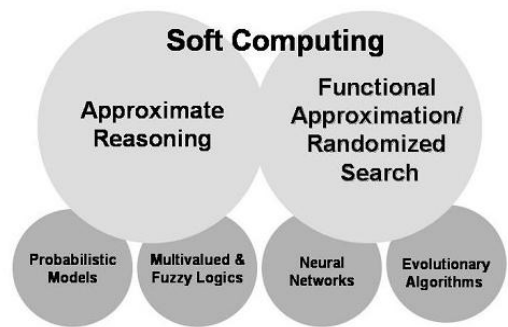 Soft Computing
Approximate
Reasoning
Functional
Approximation/
Randomized
Search
Probabilistic
Models
Multivalued &
Fuzzy Logics
Neural
Networks
Evolutionary
Algorithms